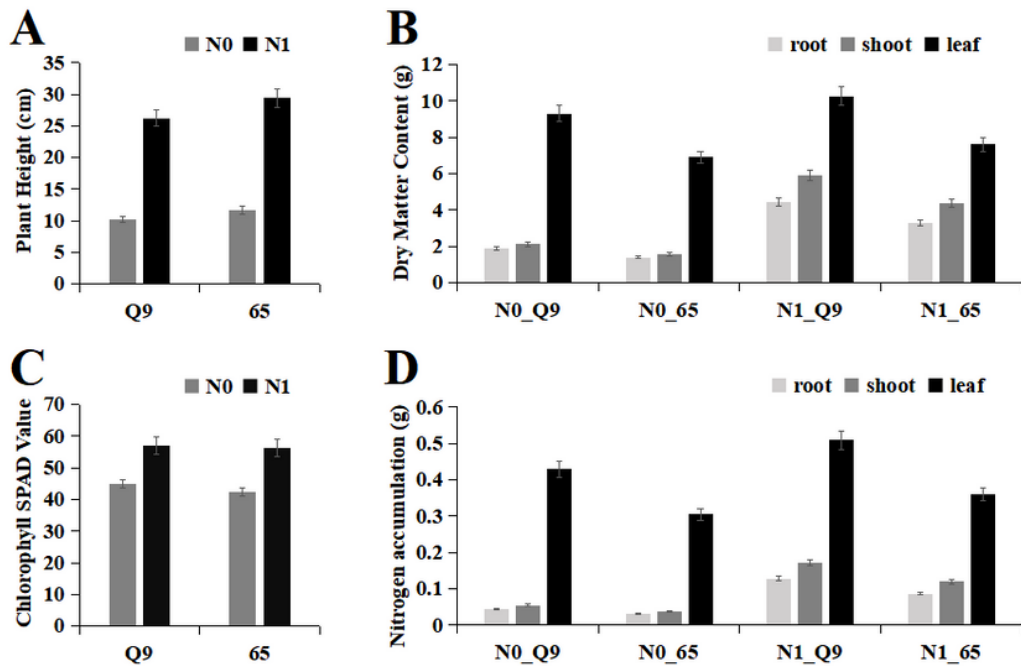 A
N0 N1
Plant Height (cm)
35
30
25
20
15
10
5
0
Q9 65
B
root shoot leaf
Dry Matter Content (g)
12
10
8
6
4
2
0
N0_Q9 N0_65 N1_Q9 N1_65
C
N0 N1
Chlorophyll SPAD Value
70
60
50
40
30
20
10
0
Q9 65
D
root shoot leaf
Nitrogen accumulation (g)
0.6
0.5
0.4
0.3
0.2
0.1
0
N0_Q9 N0_65 N1_Q9 N1_65